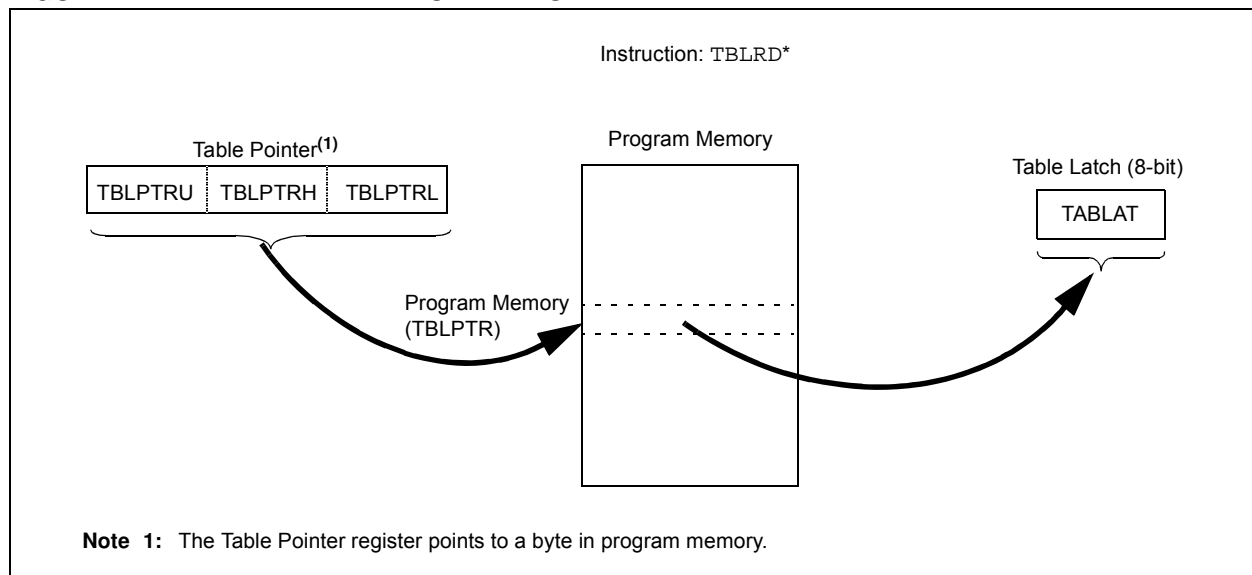 Instruction: TBLRD*
Program Memory
Table Pointer(1)
Table Latch (8-bit)
TBLPTRU TBLPTRH TBLPTRL
TABLAT
Program Memory
(TBLPTR)
Note 1: The Table Pointer register points to a byte in program memory.